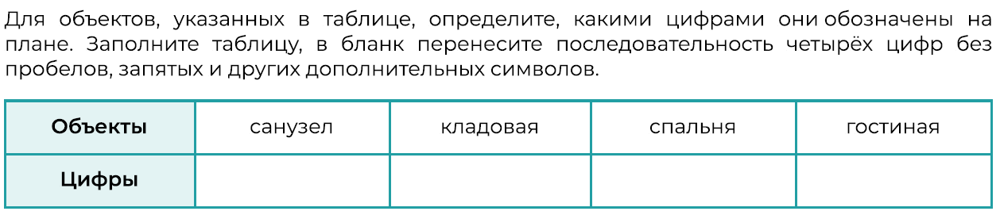 Для объектов, указанных в таблице, определите, какими цифрами они обозначены на
плане. Заполните таблицу, в бланк перенесите последовательность четырёх цифр без
пробелов, запятых и других дополнительных символов.
Объекты санузел кладовая спальня гостиная
Цифры